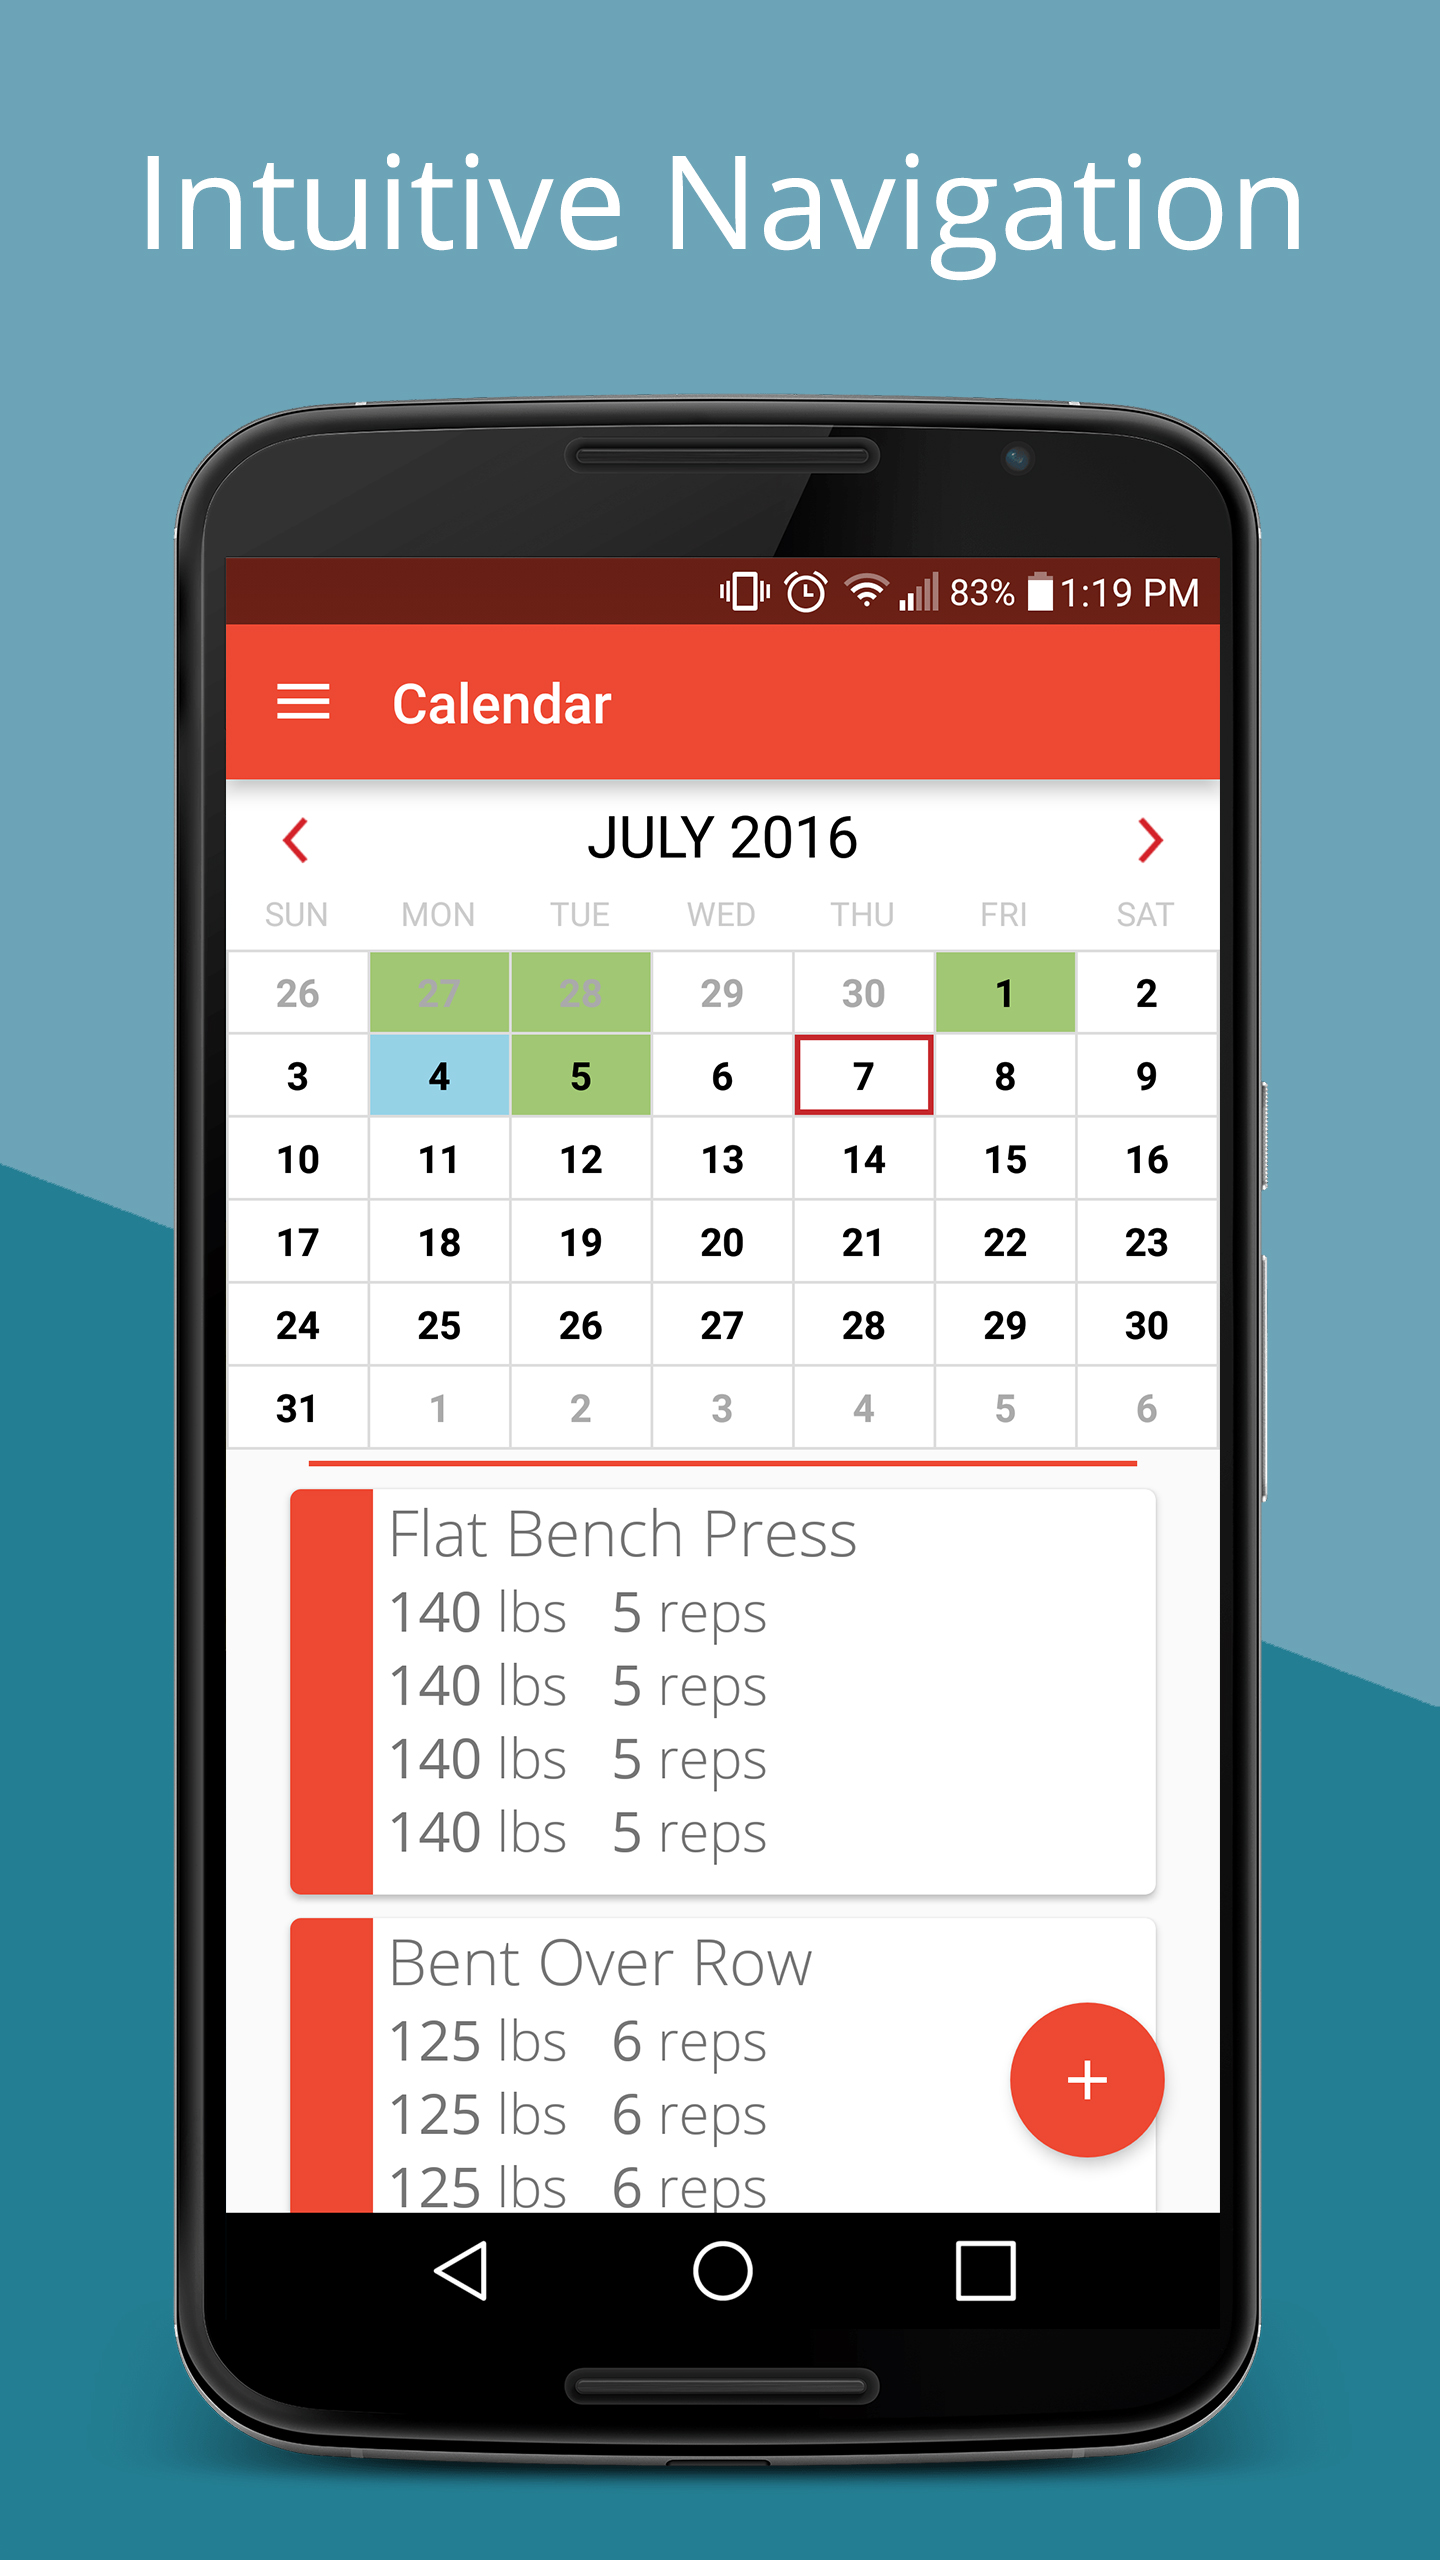 Intuitive Navigation
83% 1:19 PM
Calendar
JULY 2016
SUN MON TUE WED THU FRI SAT
26 27 28 29 30 1 2
3 4 5 6 7 8 9
10 11 12 13 14 15 16
17 18 19 20 21 22 23
24 25 26 27 28 29 30
31 1 2 3 4 5 6
Flat Bench Press
140 lbs 5 reps
140 lbs 5 reps
140 lbs 5 reps
140 lbs 5 reps
Bent Over Row
125 lbs 6 reps
125 lbs 6 reps
125 lbs 6 reps